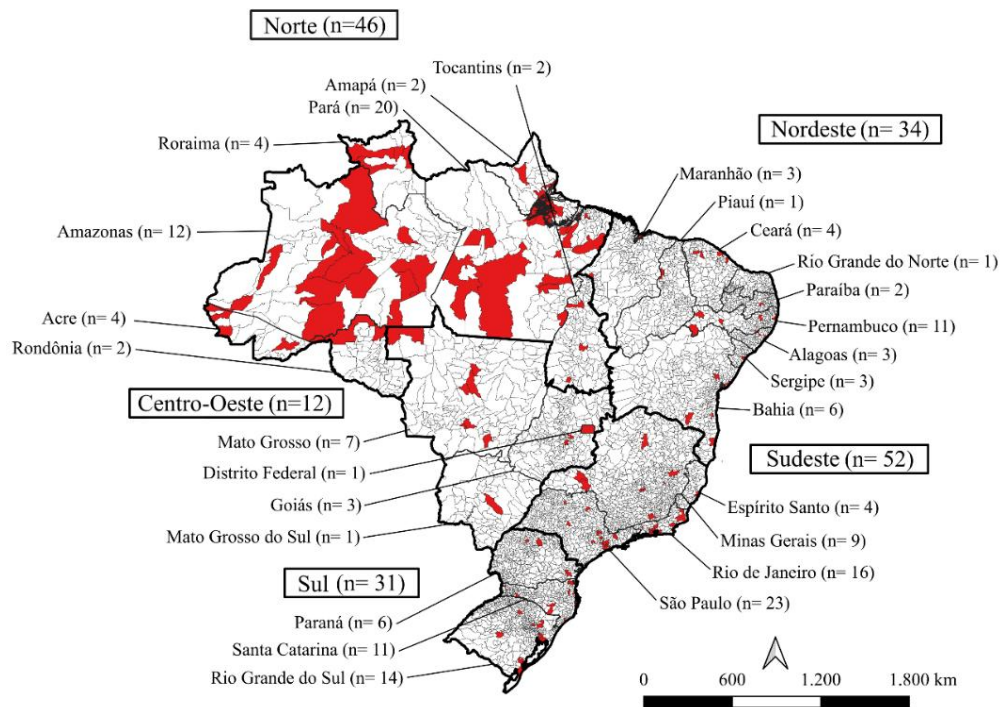 Norte (n=46)
Tocantins (n= 2)
Amapá (n= 2)
Pará (n= 20)
Roraima (n= 4)
Amazonas (n= 12)
Acre (n= 4)
Rondônia (n= 2)
Nordeste (n= 34)
Maranhão (n= 3)
Piauí (n= 1)
Ceará (n= 4)
Río Grande do Norte (n= 1)
Paraíba (n= 2)
Pernambuco (n= 11)
Alagoas (n= 3)
Sergipe (n= 3)
Bahia (n= 6)
Centro-Oeste (n=12)
Mato Grosso (n= 7)
Distrito Federal (n= 1)
Goiás (n= 3)
Mato Grosso do Sul (n= 1)
Sudeste (n= 52)
Espírito Santo (n= 4)
Minas Gerais (n= 9)
Rio de Janeiro (n= 16)
São Paulo (n= 23)
Sul (n= 31)
Paraná (n= 6)
Santa Catarina (n= 11)
Rio Grande do Sul (n= 14)
0 600 1.200 1.800 km